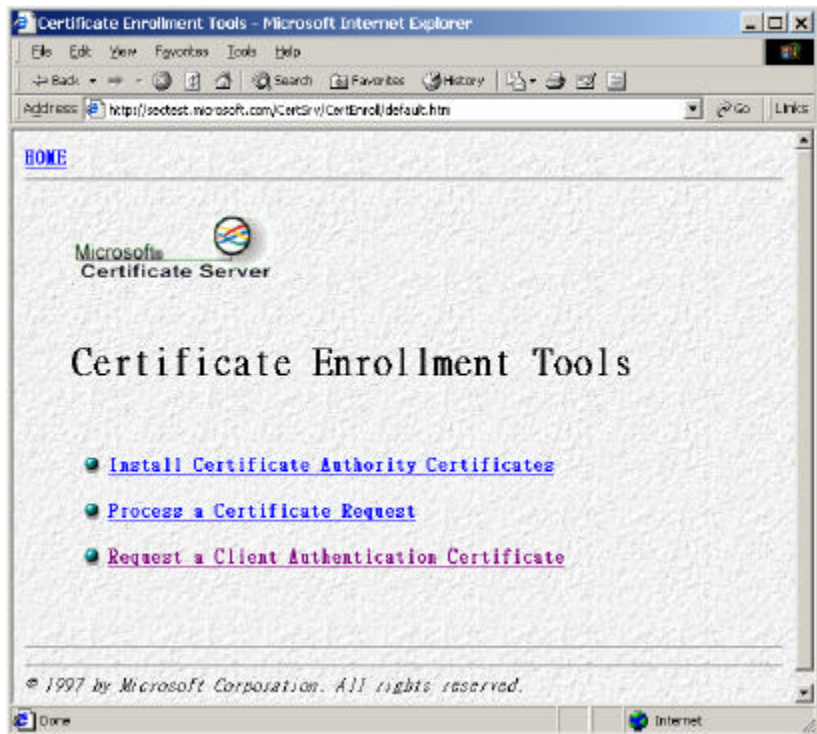 Certificate Enrollment Tools - Microsoft Internet Explorer
File Edit View Favorites Tools Help
Back Search Favorites History
Address http://sectest.microsoft.com/CertSrv/CertEnroll/default.htm Go Links
HOME
Microsoft®
Certificate Server
Certificate Enrollment Tools
Install Certificate Authority Certificates
Process a Certificate Request
Request a Client Authentication Certificate
© 1997 by Microsoft Corporation. All rights reserved.
Done Internet